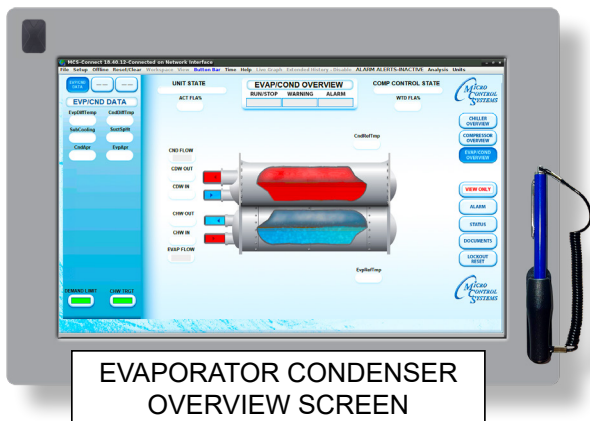 MCS-Connect 18.40.12-Connected on Network Interface
File Setup Offline Reset/Clear Workspace View Button Bar Time Help Live Graph Extended History - Disable ALARM ALERTS-INACTIVE Analysis Units
EVP/CND DATA
EVP/CND DATA
EvpDiffTemp CndDifTmp
SubCooling SuctSplit
CndApr EvpApr
DEMAND LIMIT CHW TRGT
UNIT STATE
ACT FLA%
EVAP/COND OVERVIEW
RUN/STOP WARNING ALARM
COMP CONTROL STATE
WTD FLA%
CndRefTmp
CND FLOW
CDW OUT
CDW IN
CHW OUT
CHW IN
EVAP FLOW
EvpRefTmp
MICRO CONTROL SYSTEMS
CHILLER OVERVIEW
COMPRESSOR OVERVIEW
EVAP/COND OVERVIEW
VIEW ONLY
ALARM
STATUS
DOCUMENTS
LOCKOUT RESET
MICRO CONTROL SYSTEMS
EVAPORATOR CONDENSER
OVERVIEW SCREEN